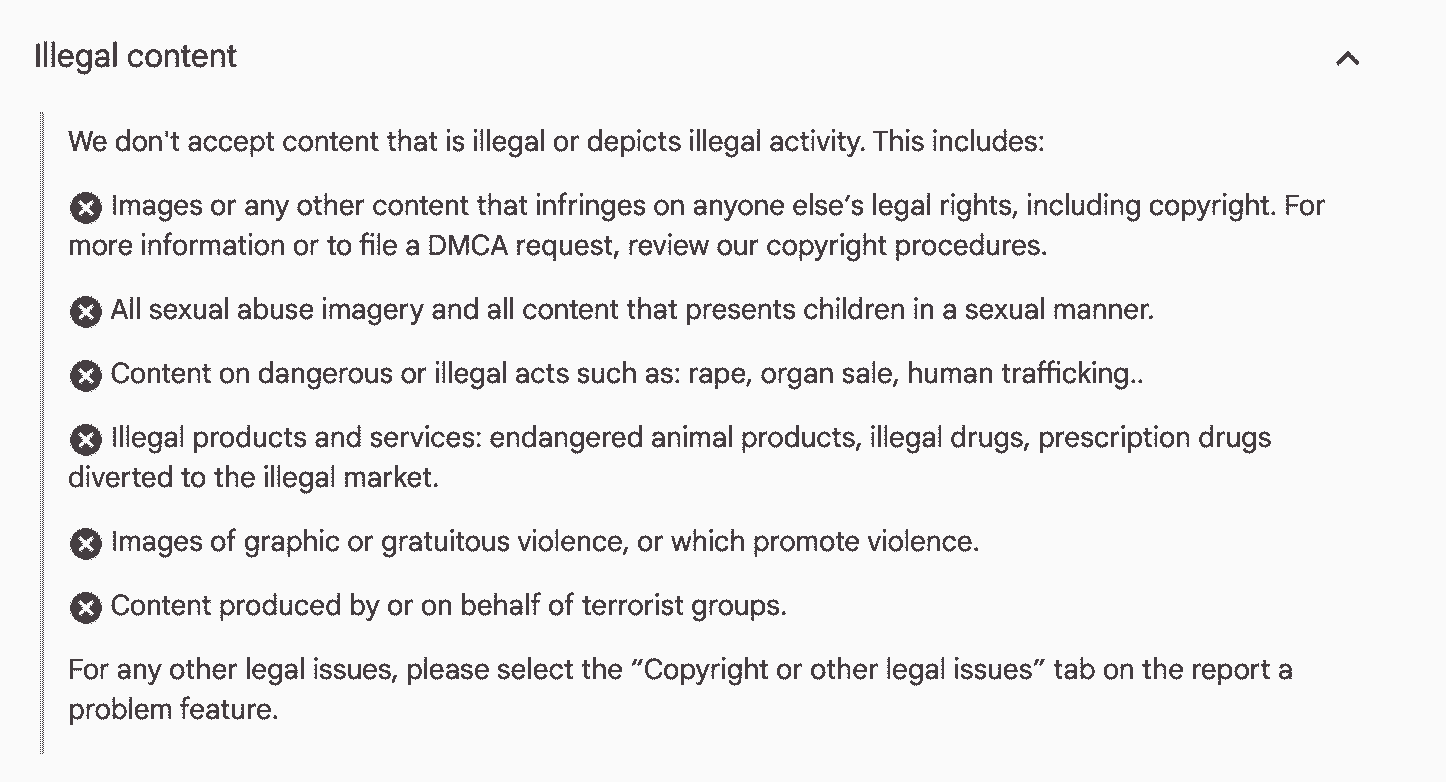 Illegal content
We don't accept content that is illegal or depicts illegal activity. This includes:
Images or any other content that infringes on anyone else’s legal rights, including copyright. For
more information or to file a DMCA request, review our copyright procedures.
All sexual abuse imagery and all content that presents children in a sexual manner.
Content on dangerous or illegal acts such as: rape, organ sale, human trafficking..
Illegal products and services: endangered animal products, illegal drugs, prescription drugs
diverted to the illegal market.
Images of graphic or gratuitous violence, or which promote violence.
Content produced by or on behalf of terrorist groups.
For any other legal issues, please select the “Copyright or other legal issues” tab on the report a
problem feature.